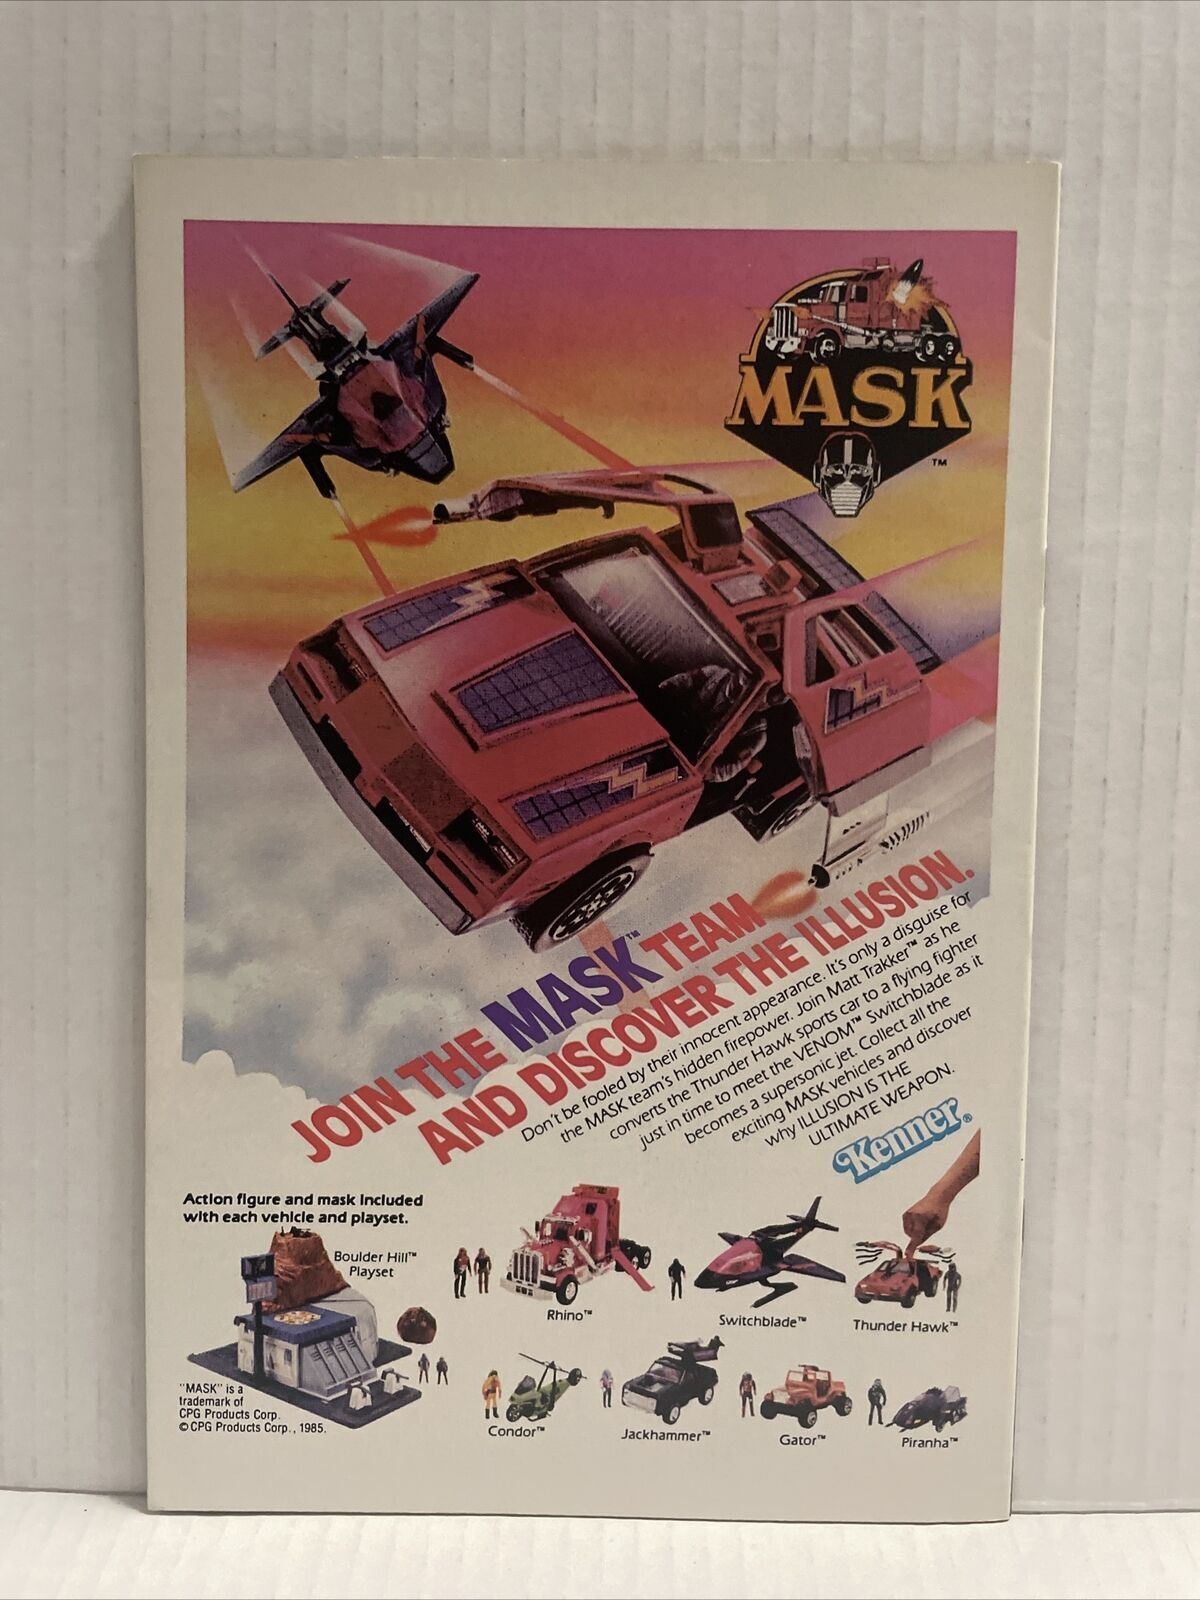 MASK
TM
JOIN THE MASK™ TEAM
AND DISCOVER THE ILLUSION.
Don't be fooled by their innocent appearance. It's only a disguise for
the MASK team's hidden firepower. Join Matt Trakker™ as he
converts the Thunder Hawk sports car to a flying fighter
just in time to meet the VENOM™ Switchblade as it
becomes a supersonic jet. Collect all the
exciting MASK vehicles and discover
why ILLUSION IS THE
ULTIMATE WEAPON.
Kenner®
Action figure and mask included
with each vehicle and playset.
Boulder Hill™
Playset
Rhino™
Switchblade™
Thunder Hawk™
"MASK" is a
trademark of
CPG Products Corp.
© CPG Products Corp., 1985.
Condor™
Jackhammer™
Gator™
Piranha™